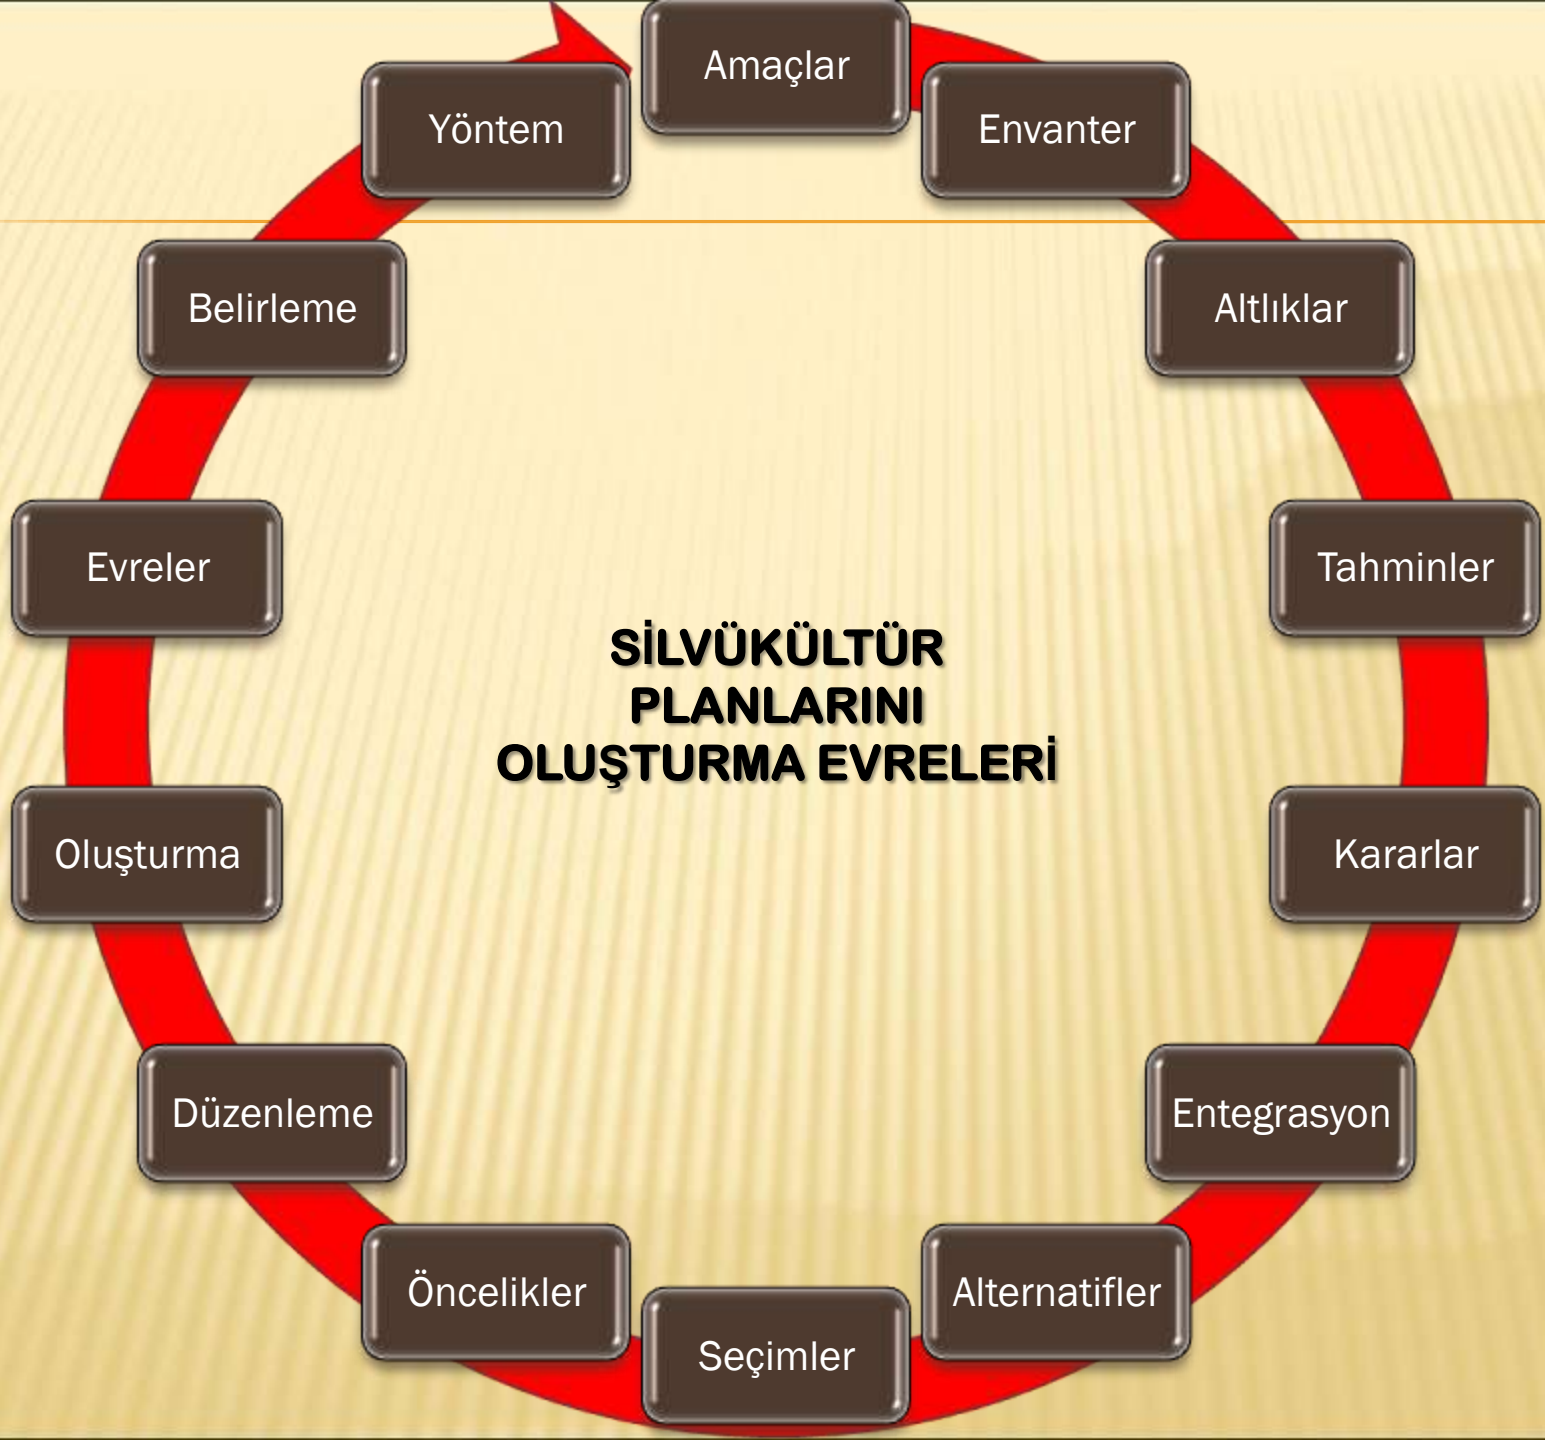 Amaçlar
Envanter
Altlıklar
Tahminler
Kararlar
Entegrasyon
Alternatifler
Seçimler
Öncelikler
Düzenleme
Oluşturma
Evreler
Belirleme
Yöntem
SİLVÜKÜLTÜR
PLANLARINI
OLUŞTURMA EVRELERİ